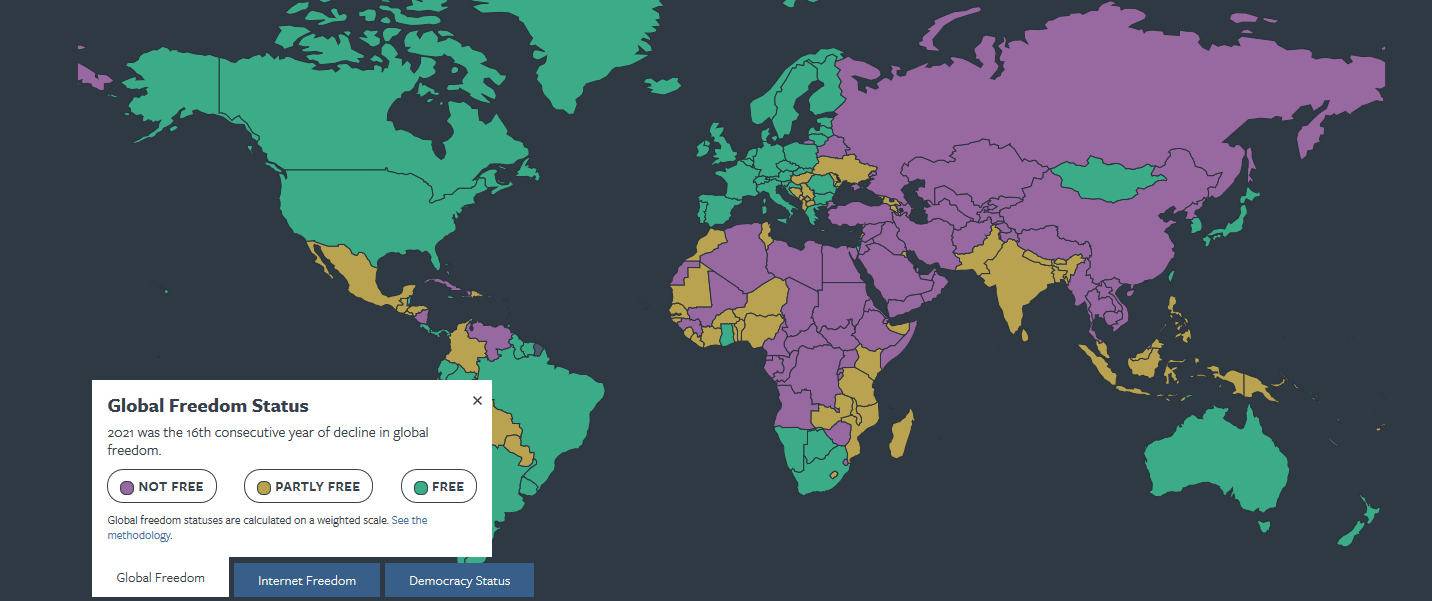 Global Freedom Status
×
2021 was the 16th consecutive year of decline in global
freedom.
NOT FREE
PARTLY FREE
FREE
Global freedom statuses are calculated on a weighted scale. See the
methodology.
Global Freedom
Internet Freedom
Democracy Status